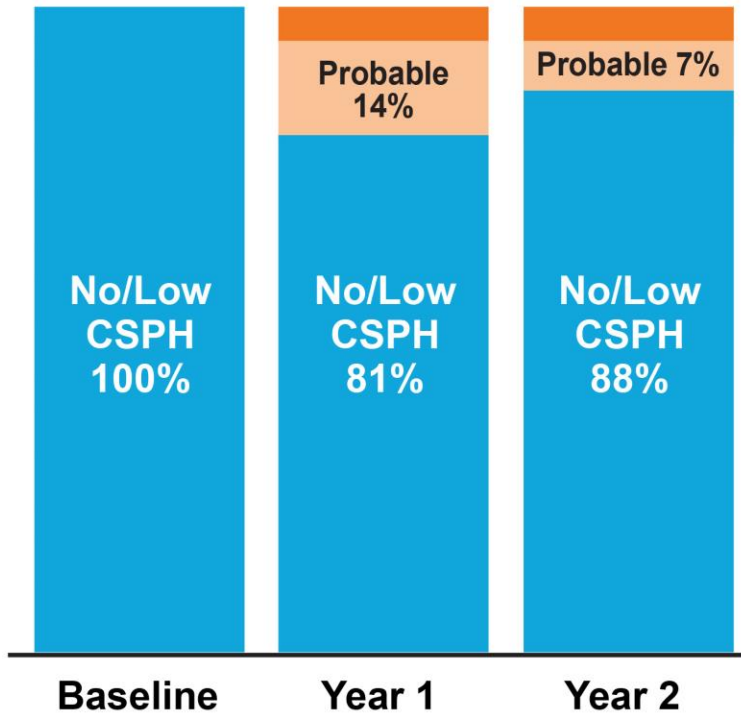 Probable
14%
Probable 7%
No/Low
CSPH
100%
No/Low
CSPH
81%
No/Low
CSPH
88%
Baseline
Year 1
Year 2